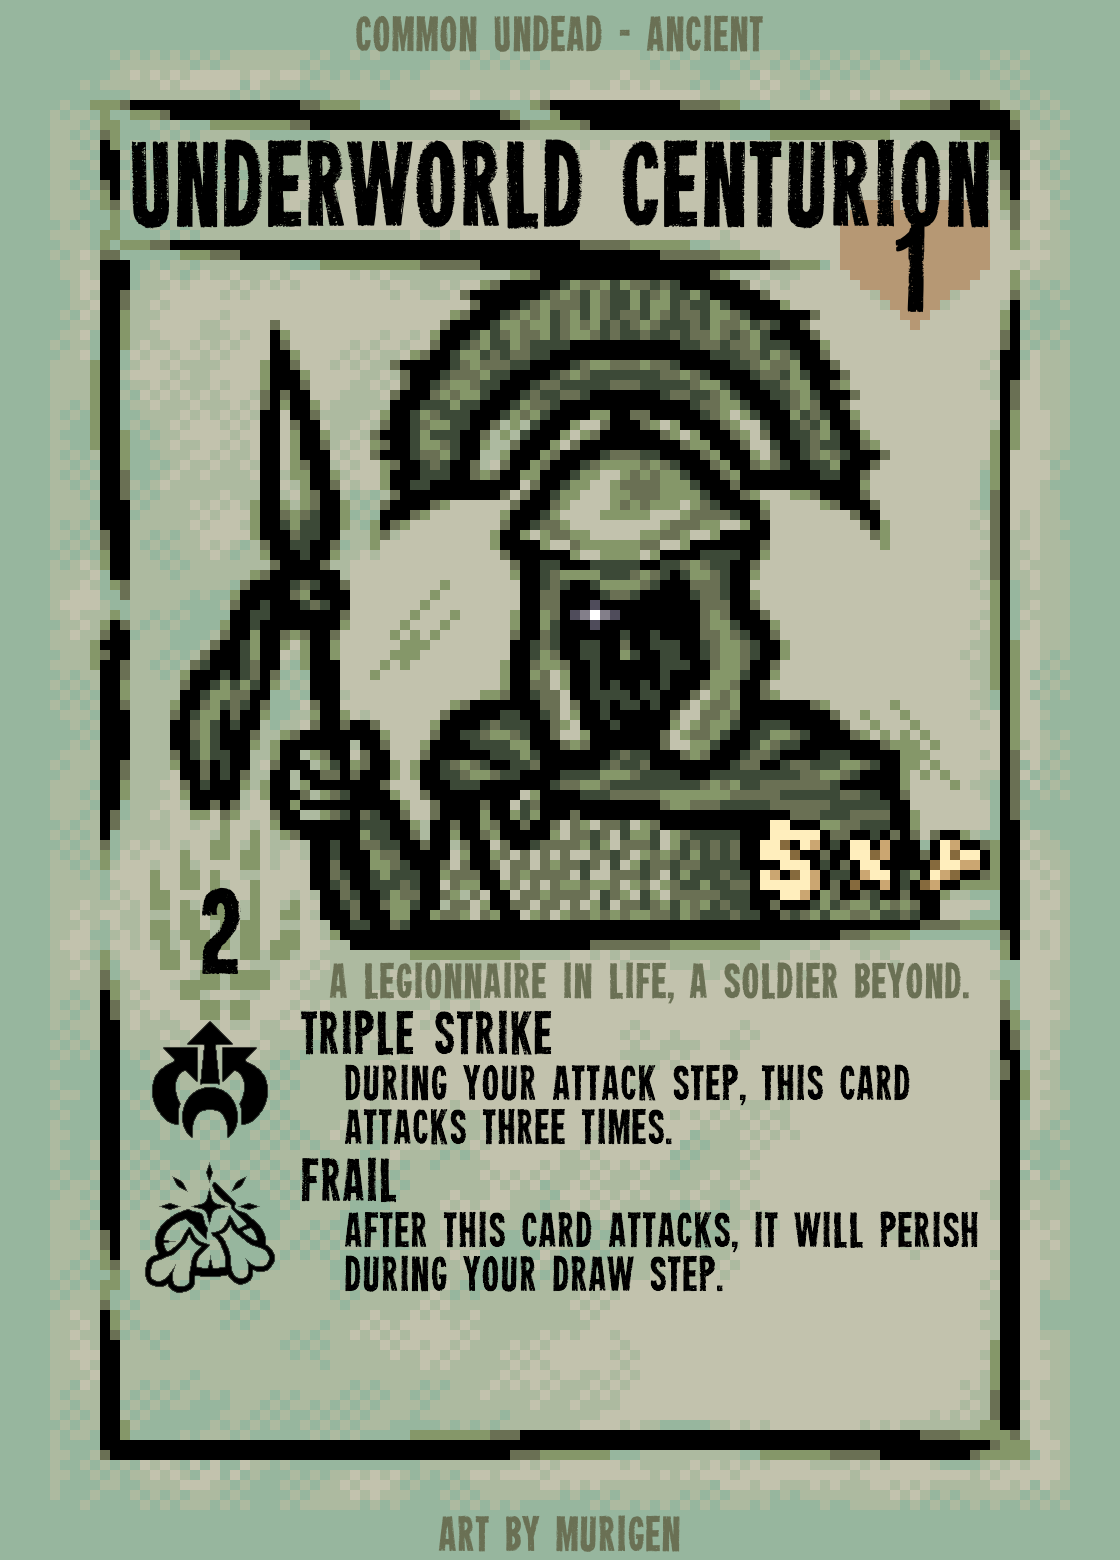 COMMON UNDEAD - ANCIENT
UNDERWORLD CENTURION
1
2
A LEGIONNAIRE IN LIFE, A SOLDIER BEYOND.
TRIPLE STRIKE
DURING YOUR ATTACK STEP, THIS CARD
ATTACKS THREE TIMES.
FRAIL
AFTER THIS CARD ATTACKS, IT WILL PERISH
DURING YOUR DRAW STEP.
ART BY MURIGEN